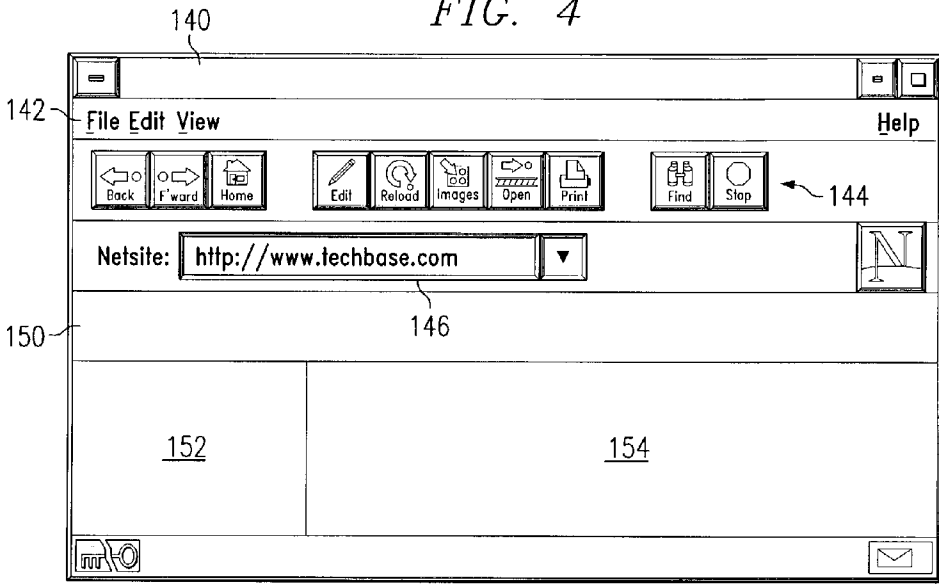 FIG. 4
140
142
File Edit View Help
Back F'ward Home Edit Reload Images Open Print Find Stop
144
Netsite: http://www.techbase.com
N
146
150
152 154